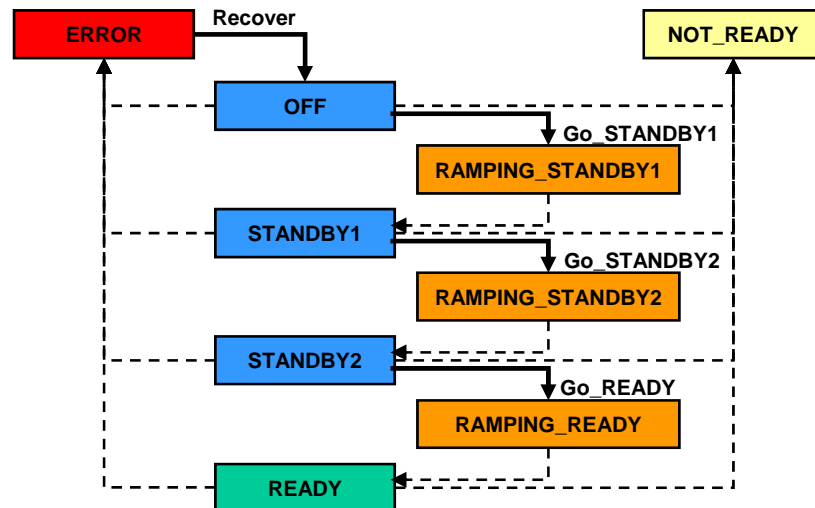 Recover
ERROR
NOT_READY
OFF
Go_STANDBY1
RAMPING_STANDBY1
STANDBY1
Go_STANDBY2
RAMPING_STANDBY2
STANDBY2
Go_READY
RAMPING_READY
READY